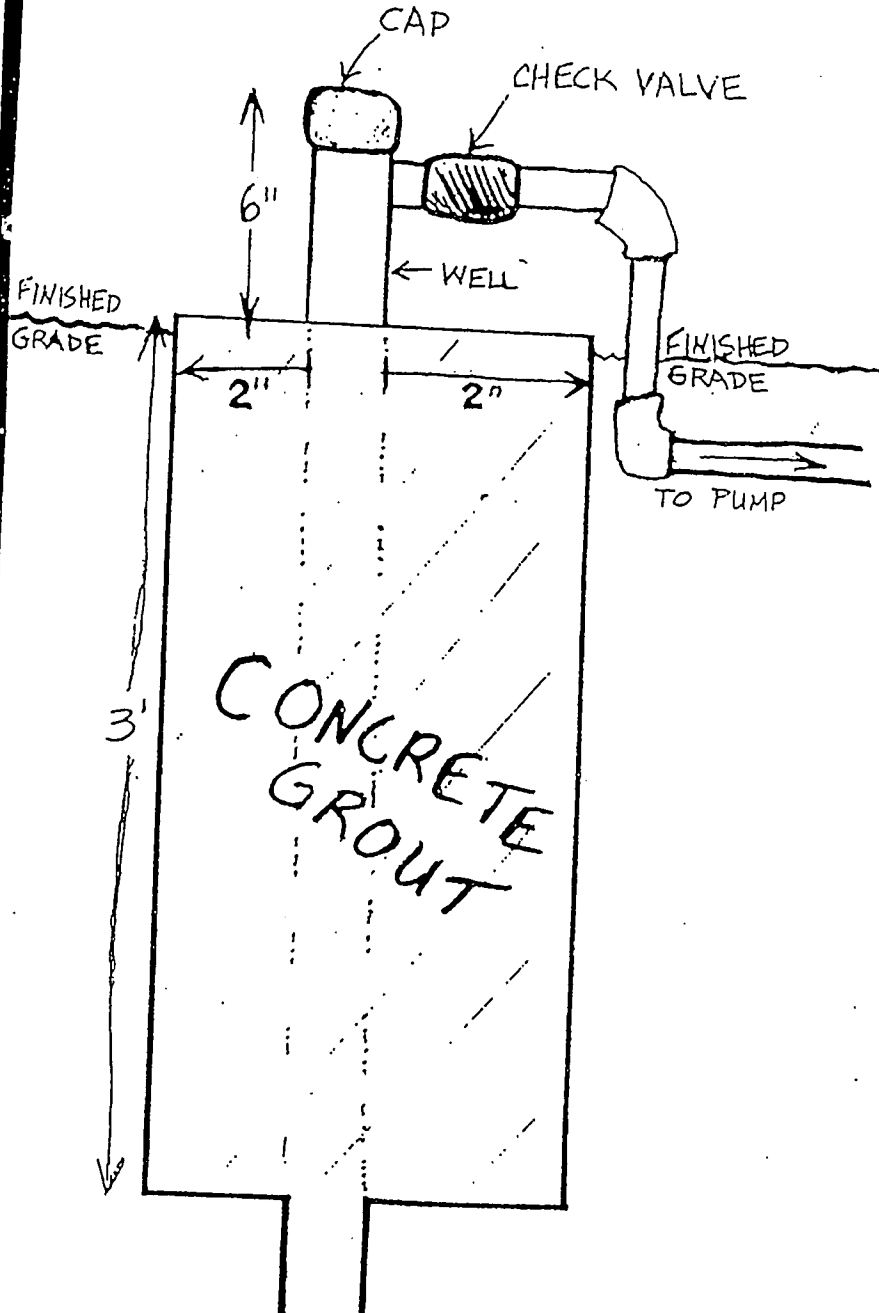 CAP
CHECK VALVE
6"
WELL
FINISHED
GRADE
FINISHED
GRADE
2"
2"
TO PUMP
3'
CONCRETE
GROUT